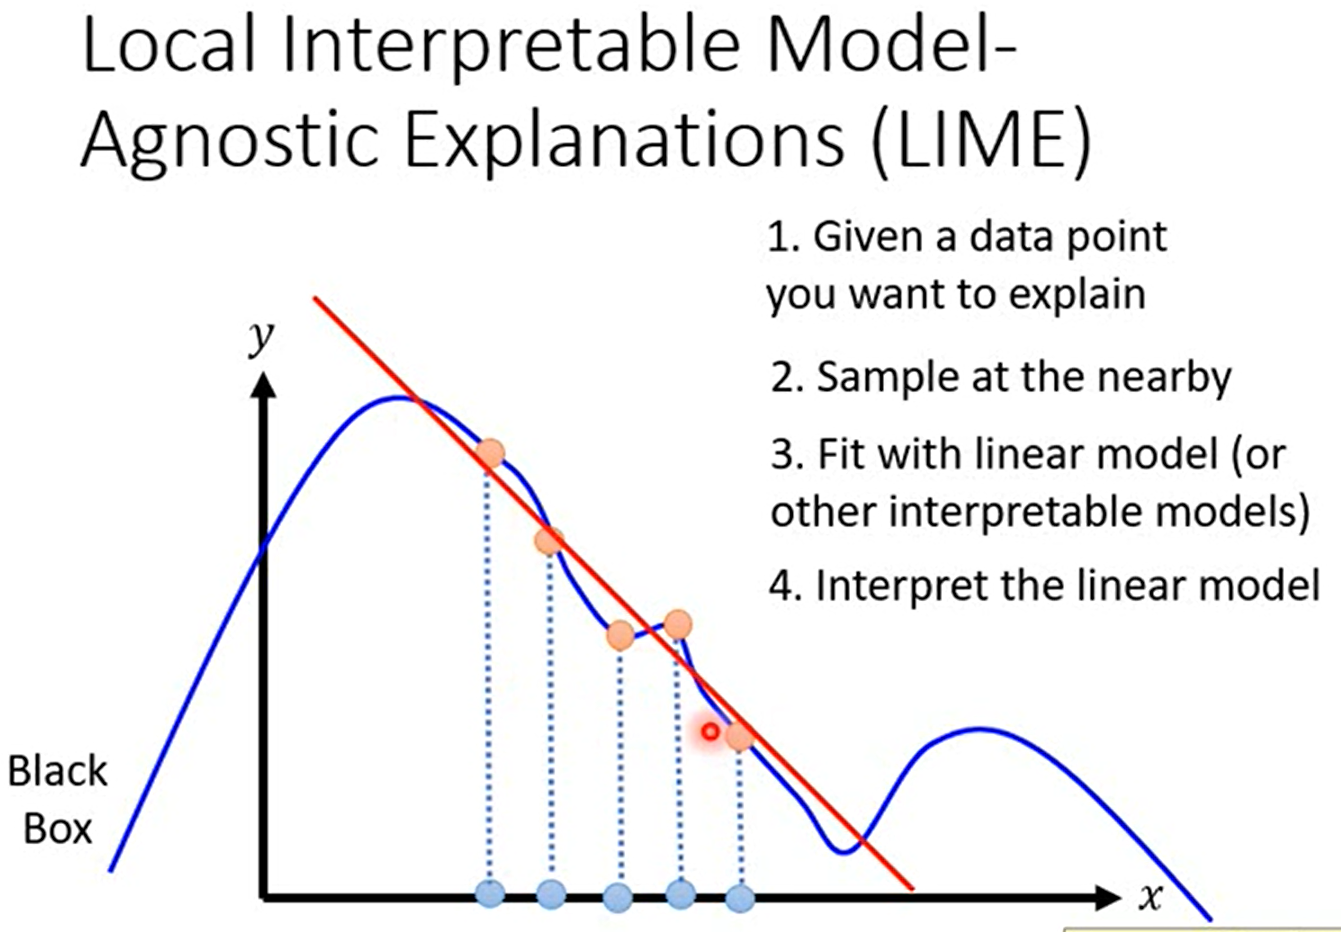 Local Interpretable Model-
Agnostic Explanations (LIME)
1. Given a data point
you want to explain
y
2. Sample at the nearby
3. Fit with linear model (or
other interpretable models)
4. Interpret the linear model
Black
Box
x